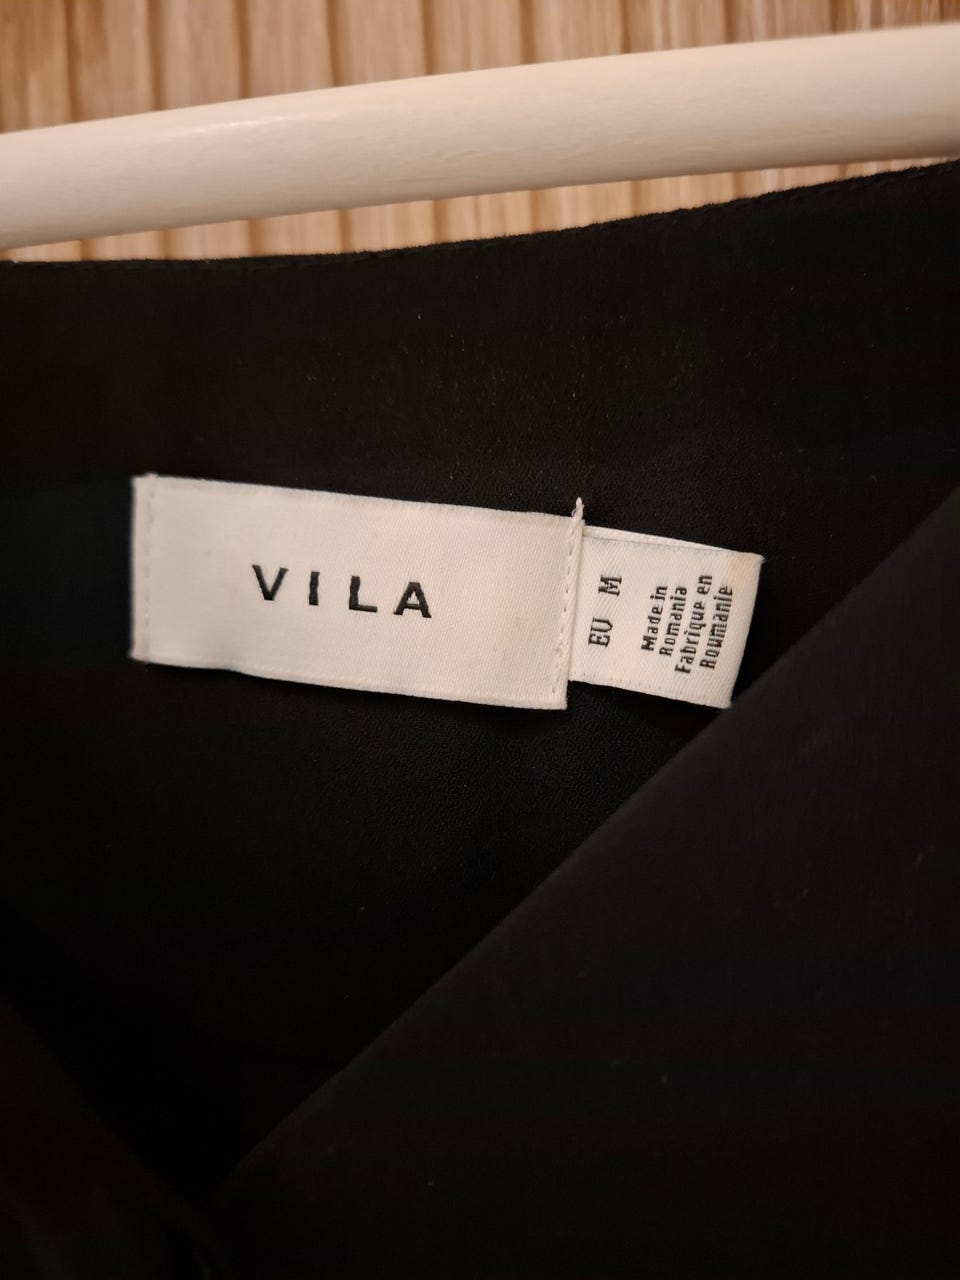 VILA
EU M
Made in
Romania
Fabrique en
Roumanie